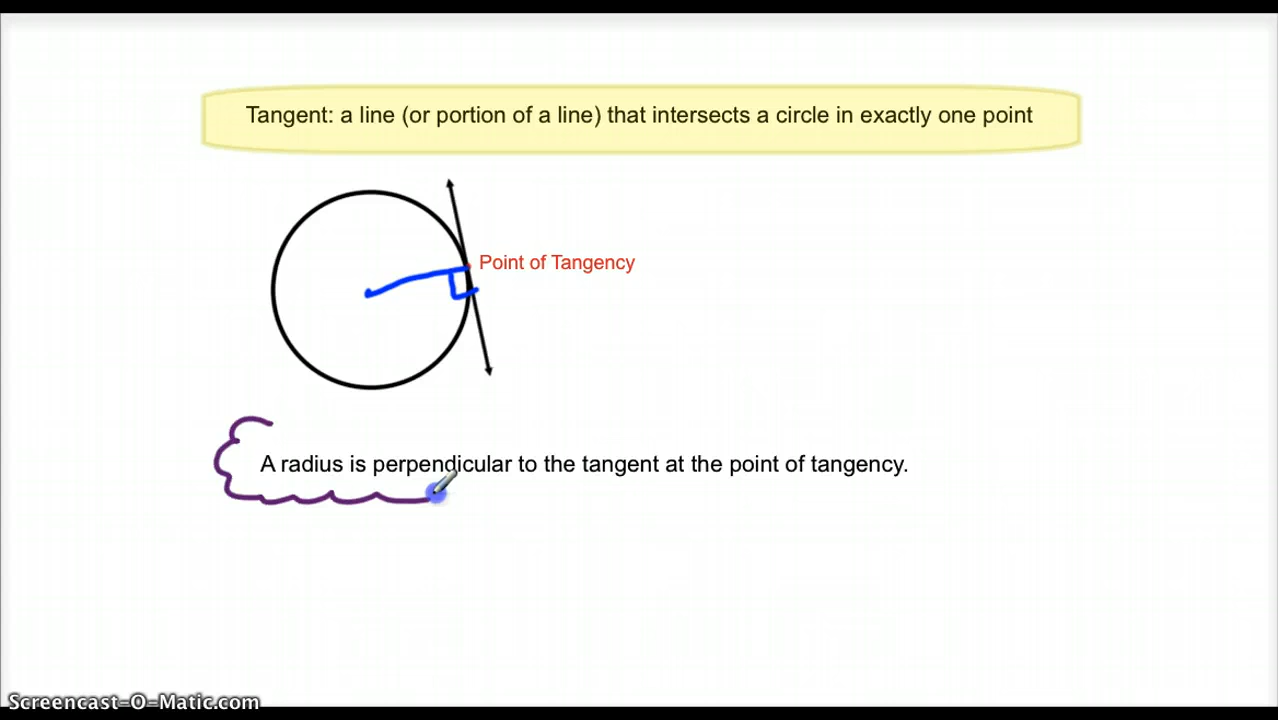 Tangent: a line (or portion of a line) that intersects a circle in exactly one point
Point of Tangency
A radius is perpendicular to the tangent at the point of tangency.
Screencast-O-Matic.com